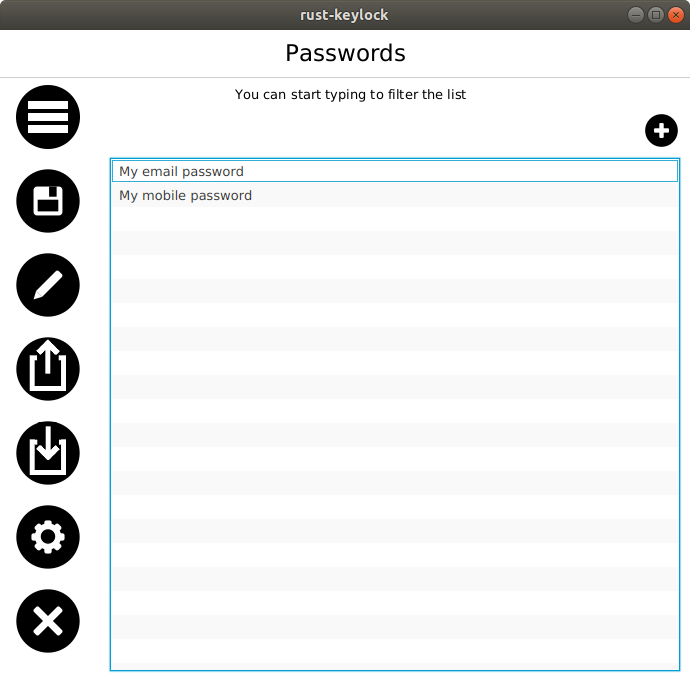 rust-keylock
Passwords
You can start typing to filter the list
My email password
My mobile password